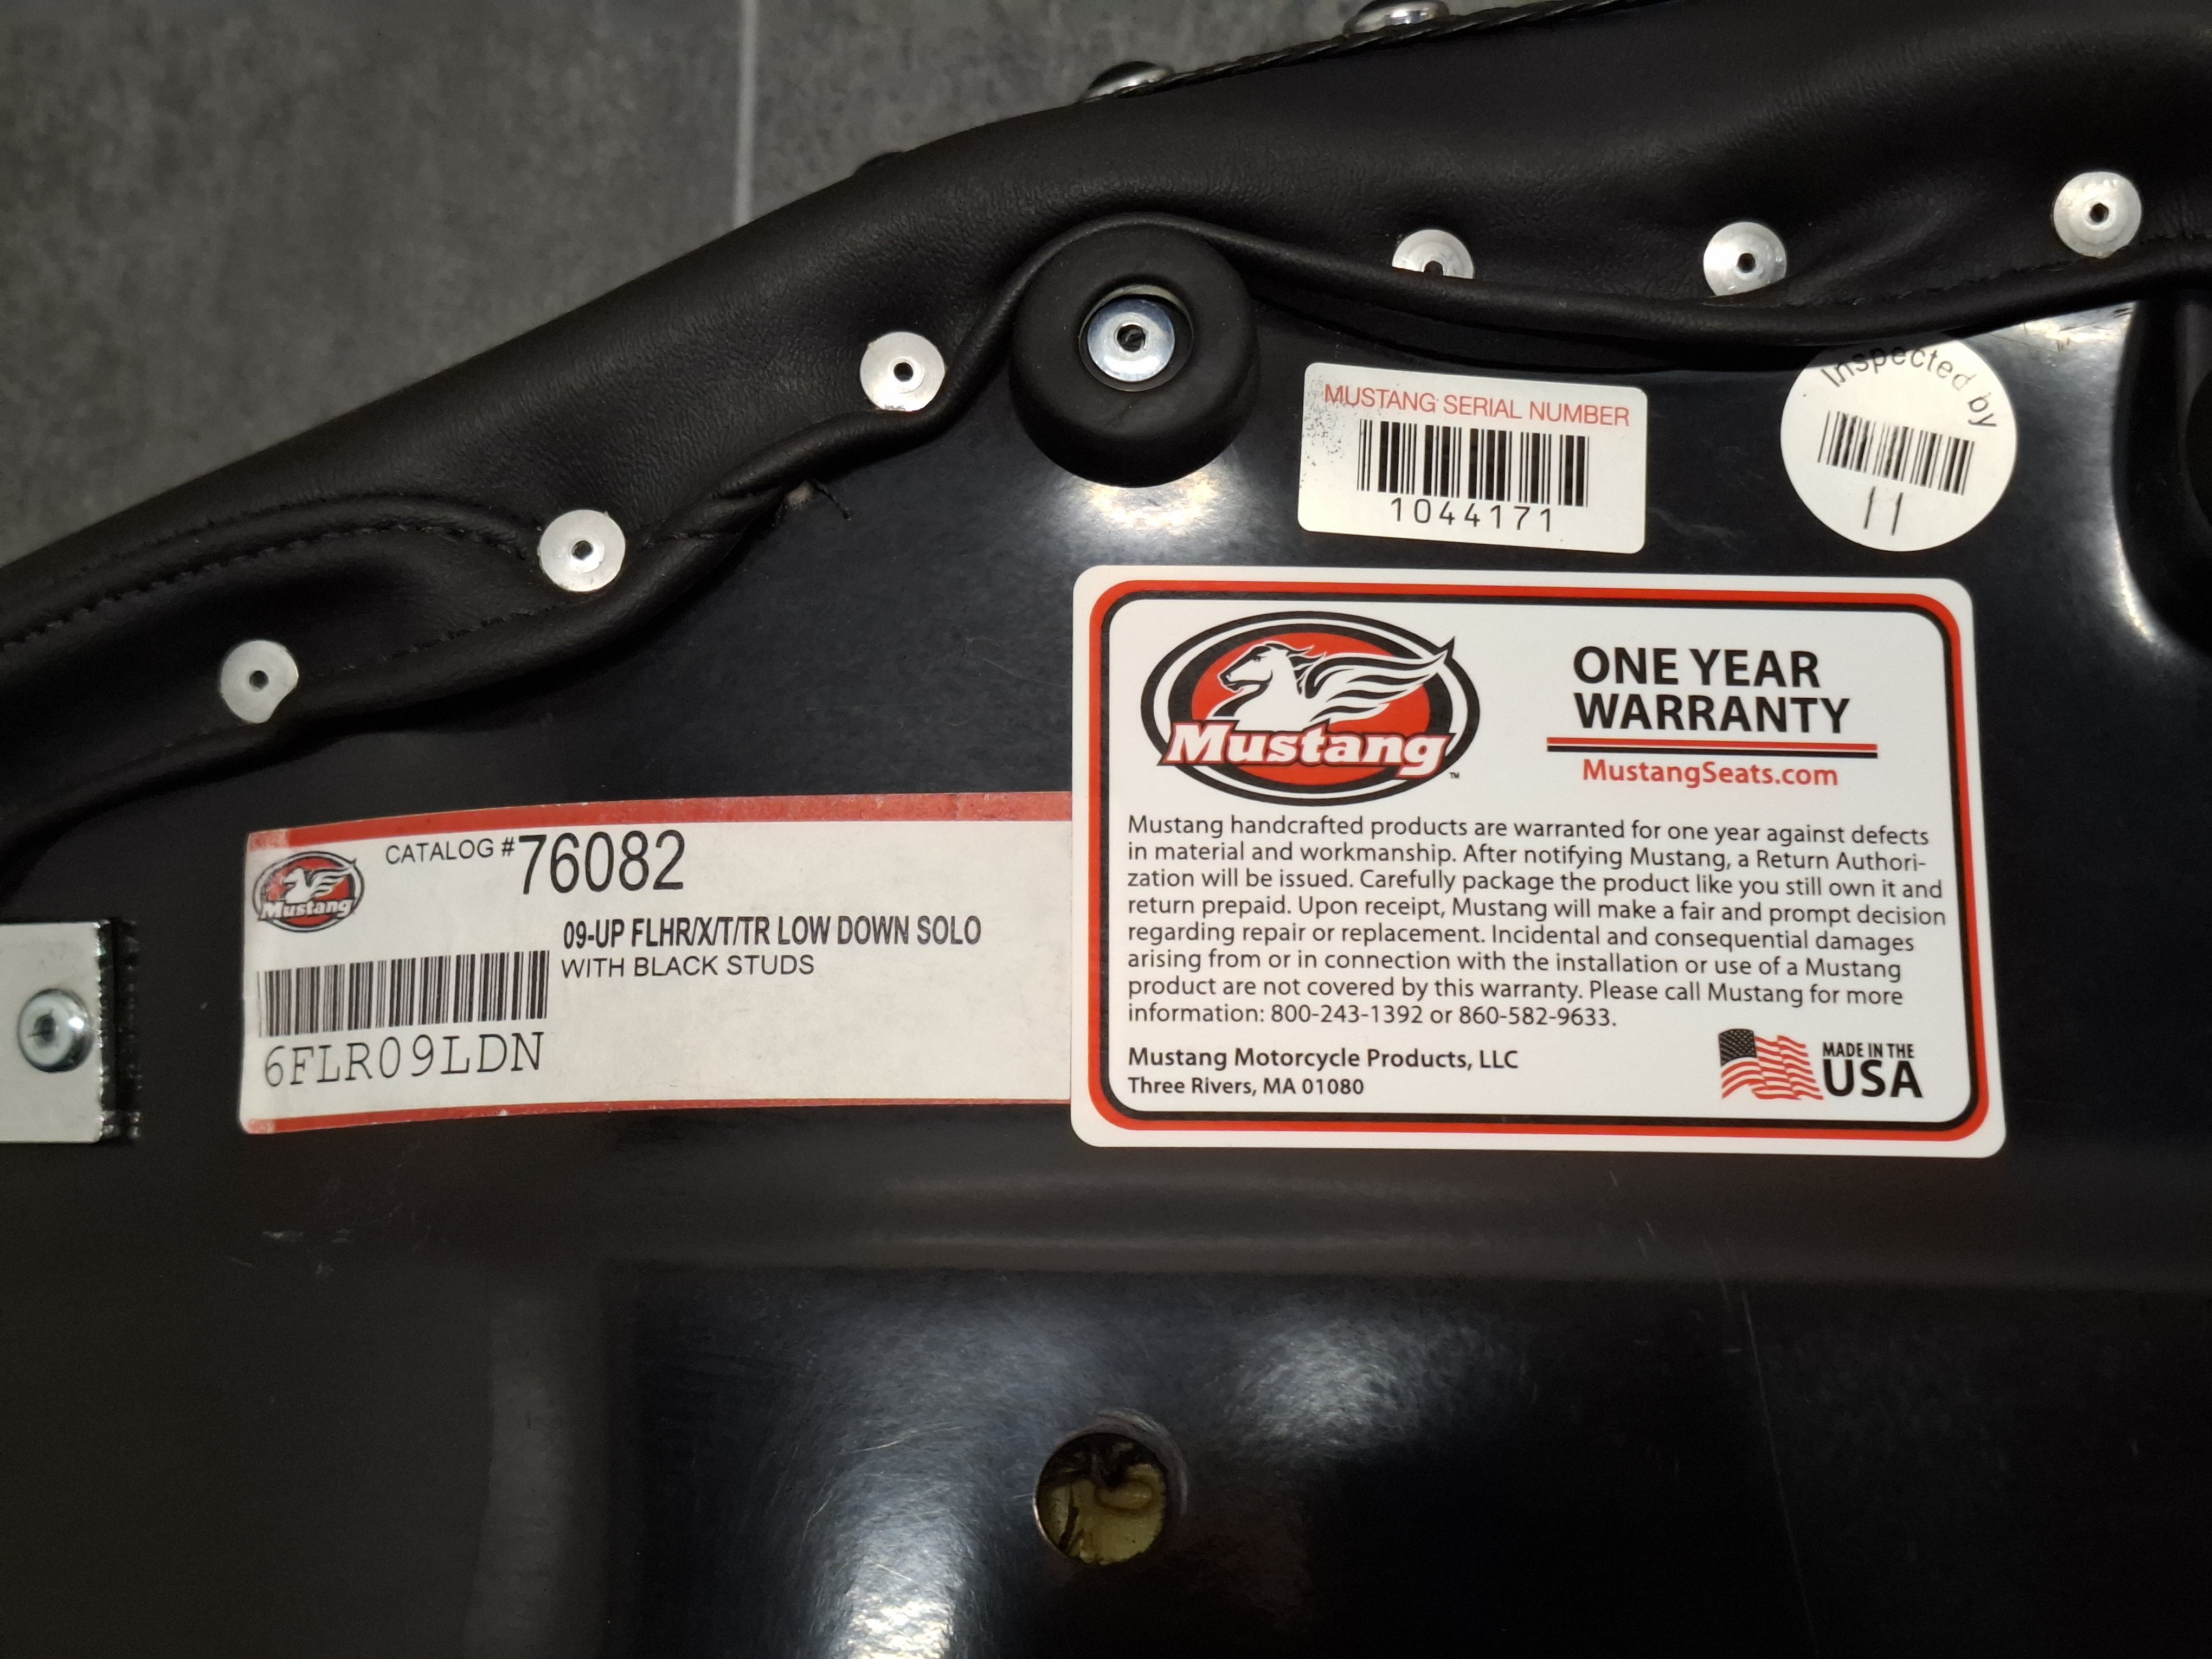 Inspected by
11
MUSTANG SERIAL NUMBER
1044171
Mustang™
ONE YEAR
WARRANTY
MustangSeats.com
Mustang handcrafted products are warranted for one year against defects
in material and workmanship. After notifying Mustang, a Return Authori-
zation will be issued. Carefully package the product like you still own it and
return prepaid. Upon receipt, Mustang will make a fair and prompt decision
regarding repair or replacement. Incidental and consequential damages
arising from or in connection with the installation or use of a Mustang
product are not covered by this warranty. Please call Mustang for more
information: 800-243-1392 or 860-582-9633.
Mustang Motorcycle Products, LLC
Three Rivers, MA 01080
MADE IN THE
USA
Mustang
CATALOG #76082
09-UP FLHR/X/T/TR LOW DOWN SOLO
WITH BLACK STUDS
6FLR09LDN